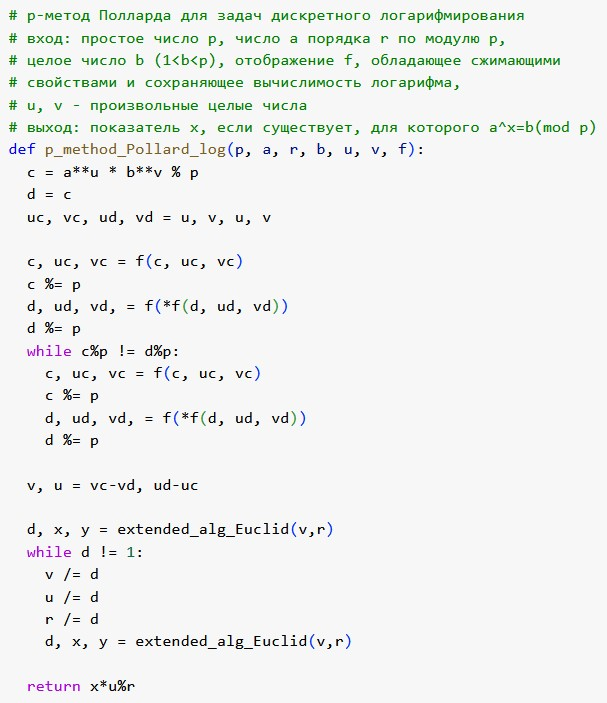 # p-метод Полларда для задач дискретного логарифмирования
# вход: простое число p, число a порядка r по модулю p,
# целое число b (1<b<p), отображение f, обладающее сжимающими
# свойствами и сохраняющее вычислимость логарифма,
# u, v - произвольные целые числа
# выход: показатель x, если существует, для которого a^x=b(mod p)
def p_method_Pollard_log(p, a, r, b, u, v, f):
  c = a**u * b**v % p
  d = c
  uc, vc, ud, vd = u, v, u, v

  c, uc, vc = f(c, uc, vc)
  c %= p
  d, ud, vd, = f(*f(d, ud, vd))
  d %= p
  while c%p != d%p:
    c, uc, vc = f(c, uc, vc)
    c %= p
    d, ud, vd, = f(*f(d, ud, vd))
    d %= p

  v, u = vc-vd, ud-uc

  d, x, y = extended_alg_Euclid(v,r)
  while d != 1:
    v /= d
    u /= d
    r /= d
    d, x, y = extended_alg_Euclid(v,r)

  return x*u%r